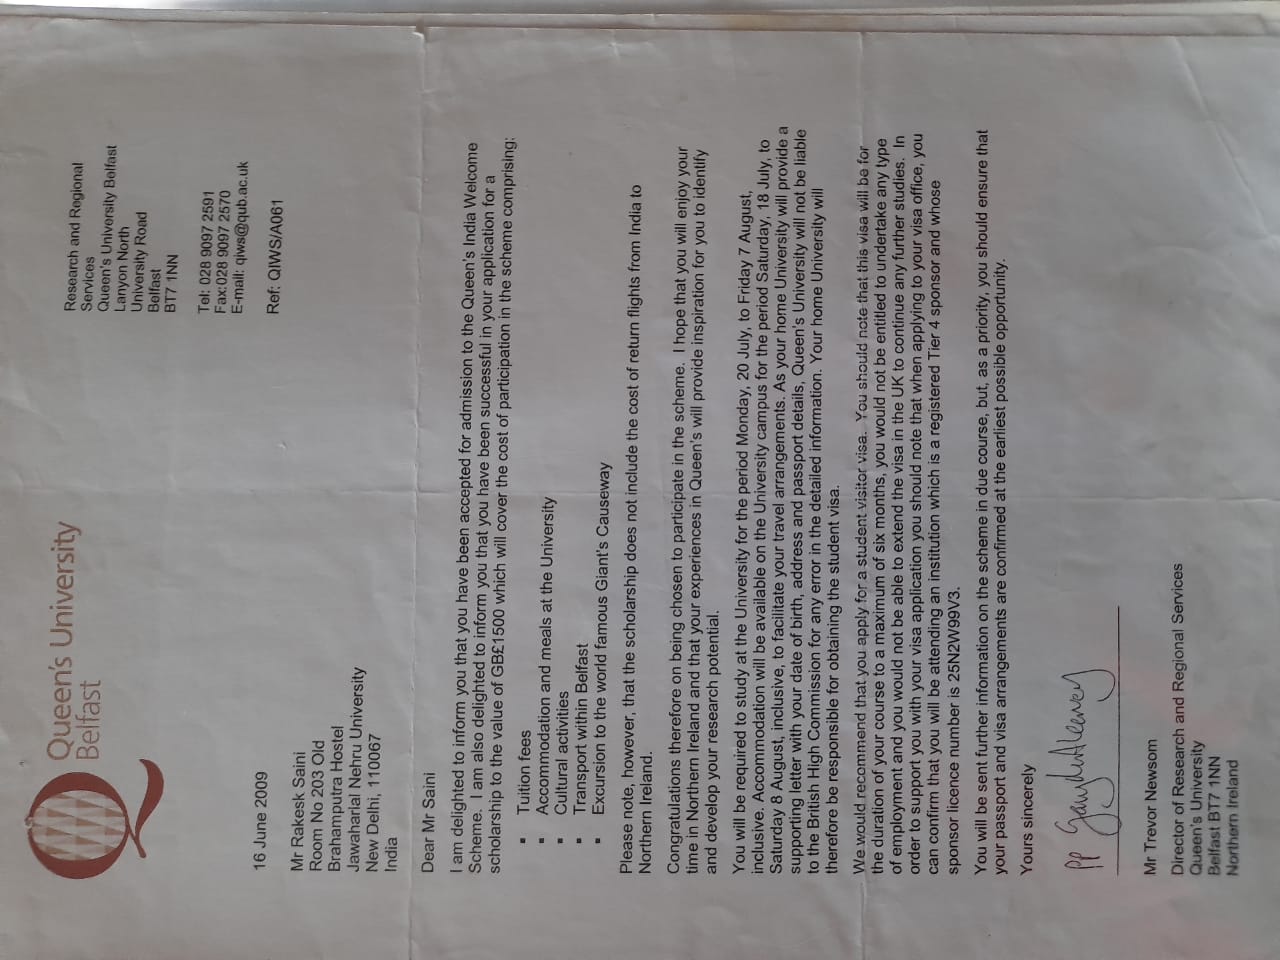 Queen's University
Belfast
Research and Regional
Services
Queen's University Belfast
Lanyon North
University Road
Belfast
BT7 1NN
Tel: 028 9097 2591
Fax:028 9097 2570
E-mail: qiws@qub.ac.uk
Ref: QIWS/A061
16 June 2009
Mr Rakesk Saini
Room No 203 Old
Brahamputra Hostel
Jawaharlal Nehru University
New Delhi, 110067
India
Dear Mr Saini
I am delighted to inform you that you have been accepted for admission to the Queen's India Welcome
Scheme. I am also delighted to inform you that you have been successful in your application for a
scholarship to the value of GB£1500 which will cover the cost of participation in the scheme comprising:
▪ Tuition fees
▪ Accommodation and meals at the University
▪ Cultural activities
▪ Transport within Belfast
▪ Excursion to the world famous Giant's Causeway
Please note, however, that the scholarship does not include the cost of return flights from India to
Northern Ireland.
Congratulations therefore on being chosen to participate in the scheme. I hope that you will enjoy your
time in Northern Ireland and that your experiences in Queen's will provide inspiration for you to identify
and develop your research potential.
You will be required to study at the University for the period Monday, 20 July, to Friday 7 August,
inclusive. Accommodation will be available on the University campus for the period Saturday, 18 July, to
Saturday 8 August, inclusive, to facilitate your travel arrangements. As your home University will provide a
supporting letter with your date of birth, address and passport details, Queen's University will not be liable
to the British High Commission for any error in the detailed information. Your home University will
therefore be responsible for obtaining the student visa.
We would recommend that you apply for a student visitor visa. You should note that this visa will be for
the duration of your course to a maximum of six months, you would not be entitled to undertake any type
of employment and you would not be able to extend the visa in the UK to continue any further studies. In
order to support you with your visa application you should note that when applying to your visa office, you
can confirm that you will be attending an institution which is a registered Tier 4 sponsor and whose
sponsor licence number is 25N2W99V3.
You will be sent further information on the scheme in due course, but, as a priority, you should ensure that
your passport and visa arrangements are confirmed at the earliest possible opportunity.
Yours sincerely
pp
Mr Trevor Newsom
Director of Research and Regional Services
Queen's University
Belfast BT7 1NN
Northern Ireland